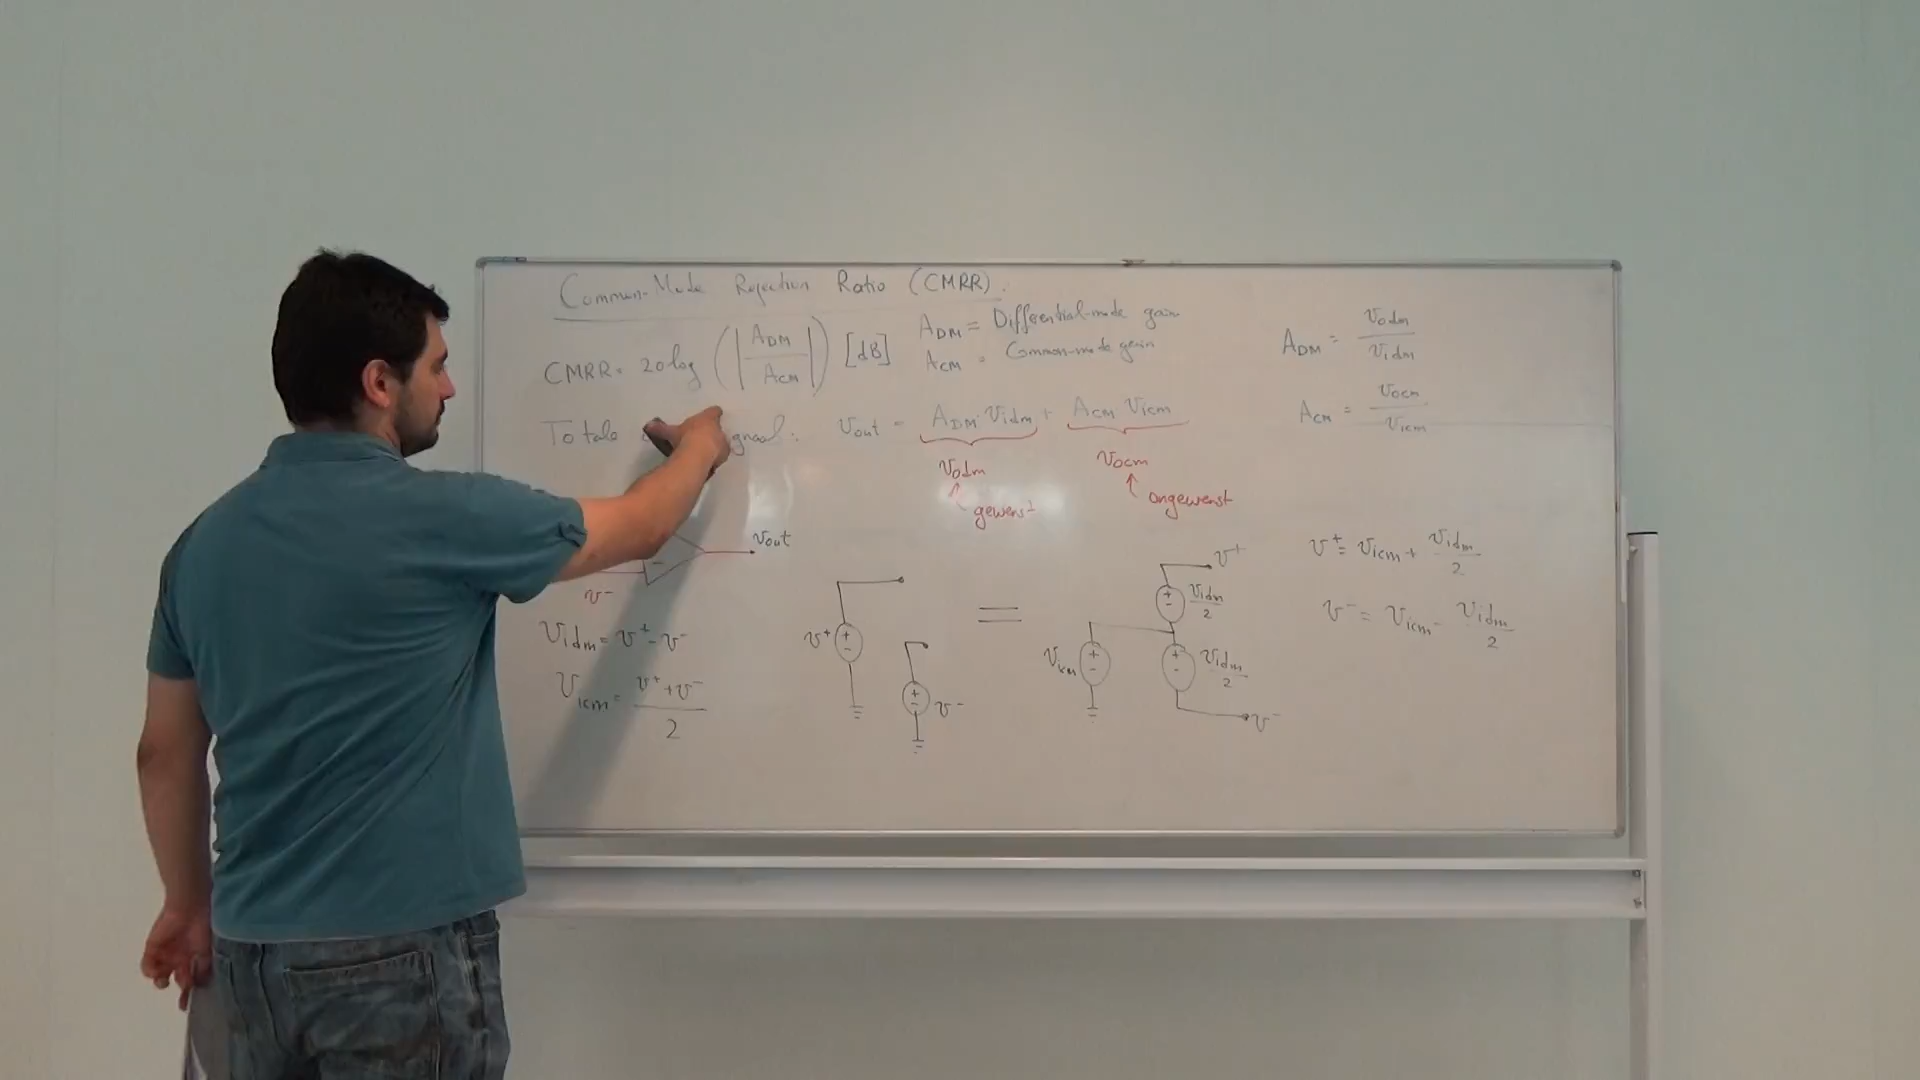 Common-Mode Rejection Ratio (CMRR).
CMRR = 20 log (|A_DM / A_CM|) [dB]
A_DM = Differential-mode gain
A_CM = Common-mode gain
A_DM = v_odm / v_idm
A_CM = v_ocm / v_icm
Totale signaal: v_out = A_DM · v_idm + A_CM v_icm
v_odm
gewenst
v_ocm
ongewenst
v_out
v-
v_idm = v+ - v-
v_icm = (v+ + v-) / 2
v+
v-
=
v_icm
v_idm / 2
v_idm / 2
v+
v-
v+ = v_icm + v_idm / 2
v- = v_icm - v_idm / 2